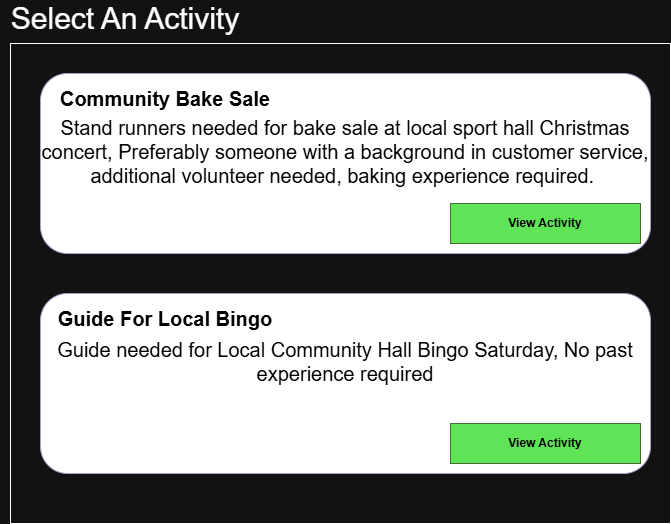 Select An Activity
Community Bake Sale
Stand runners needed for bake sale at local sport hall Christmas
concert, Preferably someone with a background in customer service,
additional volunteer needed, baking experience required.
View Activity
Guide For Local Bingo
Guide needed for Local Community Hall Bingo Saturday, No past
experience required
View Activity